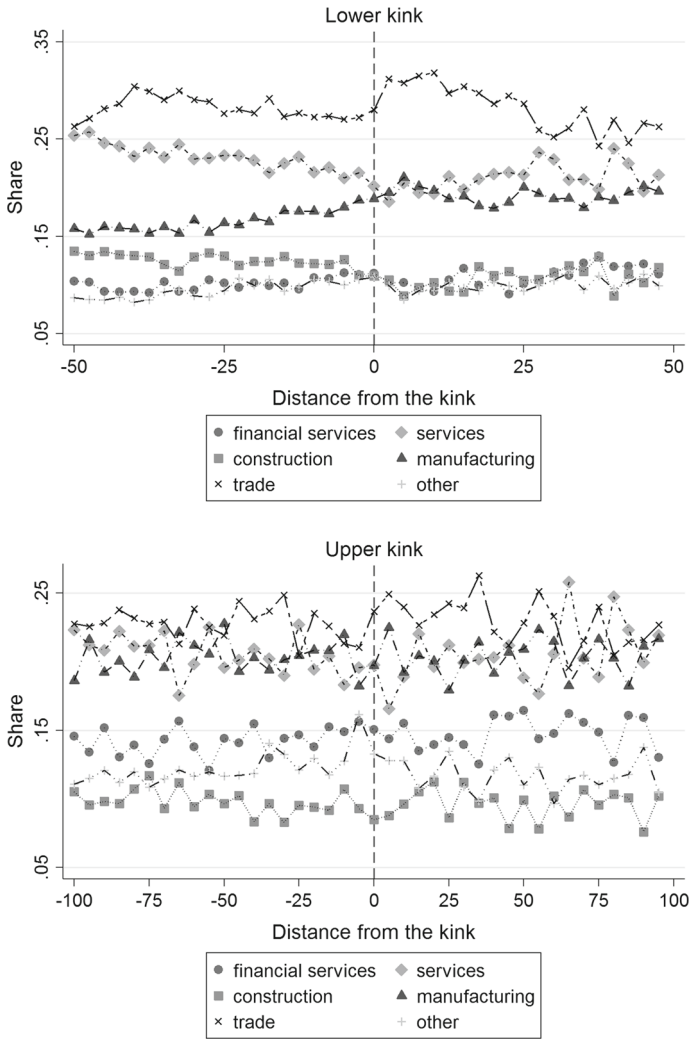 Lower kink
.35
.25
.15
.05
Share
-50 -25 0 25 50
Distance from the kink
financial services services
construction manufacturing
trade other
Upper kink
.25
.15
.05
Share
-100 -75 -50 -25 0 25 50 75 100
Distance from the kink
financial services services
construction manufacturing
trade other